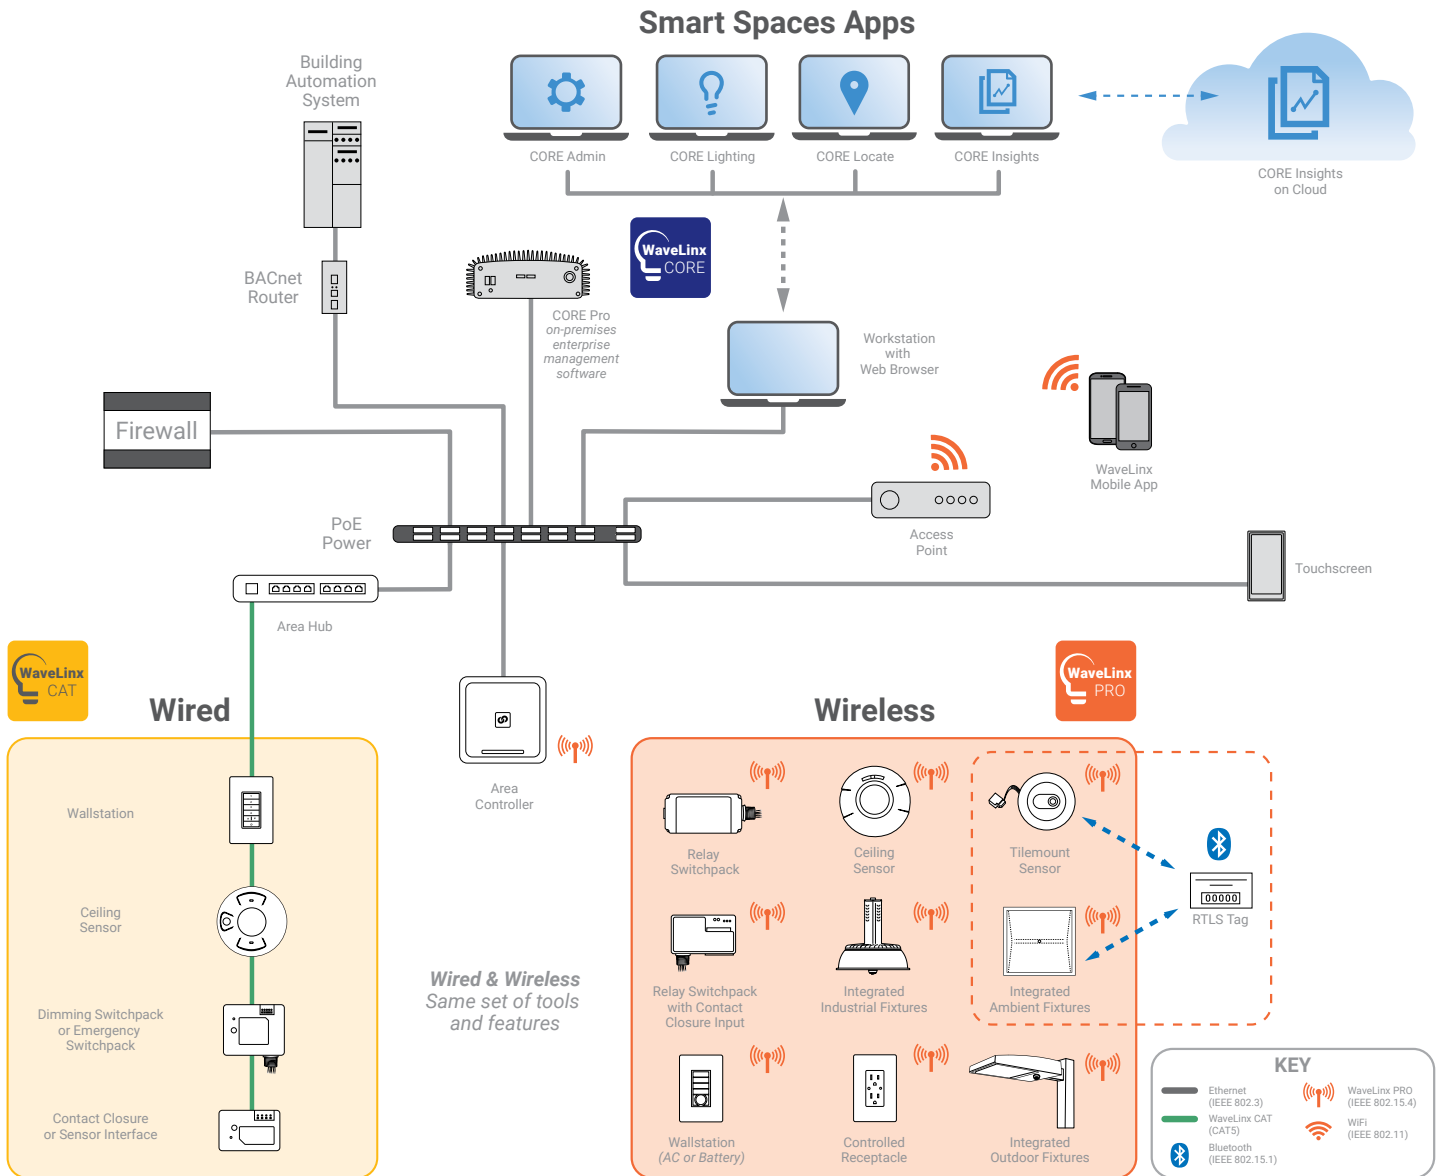 Smart Spaces Apps
Building
Automation
System
CORE Admin
CORE Lighting
CORE Locate
CORE Insights
CORE Insights
on Cloud
BACnet
Router
WaveLinx
CORE
CORE Pro
on-premises
enterprise
management
software
Workstation
with
Web Browser
Firewall
WaveLinx
Mobile App
PoE
Power
Access
Point
Touchscreen
Area Hub
WaveLinx
CAT
Wired
Area
Controller
Wireless
WaveLinx
PRO
Wallstation
Ceiling
Sensor
Dimming Switchpack
or Emergency
Switchpack
Contact Closure
or Sensor Interface
Wired & Wireless
Same set of tools
and features
Relay
Switchpack
Ceiling
Sensor
Tilemount
Sensor
00000
RTLS Tag
Relay Switchpack
with Contact
Closure Input
Integrated
Industrial Fixtures
Integrated
Ambient Fixtures
Wallstation
(AC or Battery)
Controlled
Receptacle
Integrated
Outdoor Fixtures
KEY
Ethernet
(IEEE 802.3)
WaveLinx CAT
(CAT5)
Bluetooth
(IEEE 802.15.1)
WaveLinx PRO
(IEEE 802.15.4)
WiFi
(IEEE 802.11)